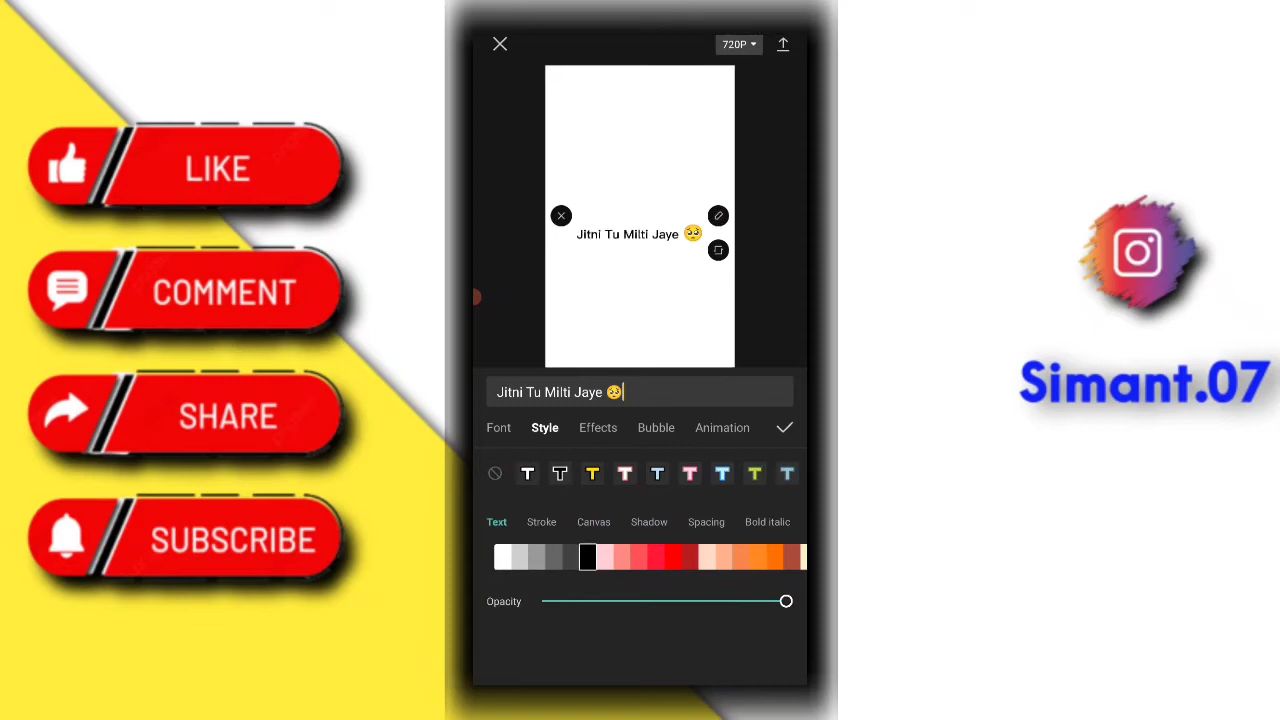 LIKE
COMMENT
SHARE
SUBSCRIBE
720P
Jitni Tu Milti Jaye 🥺
Jitni Tu Milti Jaye 🥺
Font Style Effects Bubble Animation
T T T T T T T T T
Text Stroke Canvas Shadow Spacing Bold italic
Opacity
Simant.07